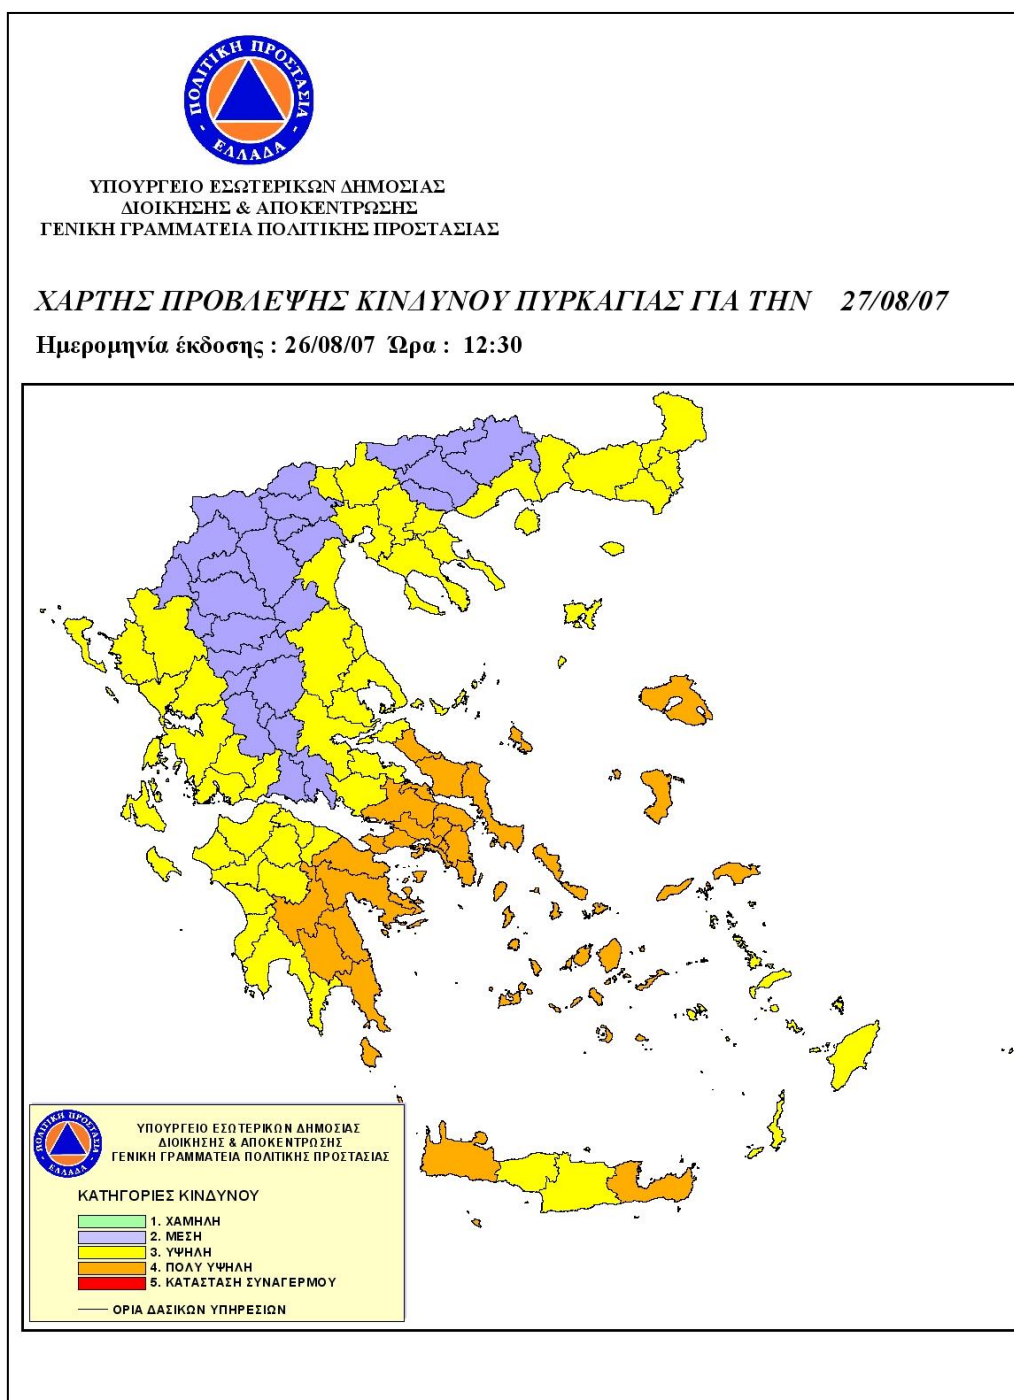 ΠΟΛΙΤΙΚΗ ΠΡΟΣΤΑΣΙΑ
- ΕΛΛΑΔΑ -
ΥΠΟΥΡΓΕΙΟ ΕΣΩΤΕΡΙΚΩΝ ΔΗΜΟΣΙΑΣ
ΔΙΟΙΚΗΣΗΣ & ΑΠΟΚΕΝΤΡΩΣΗΣ
ΓΕΝΙΚΗ ΓΡΑΜΜΑΤΕΙΑ ΠΟΛΙΤΙΚΗΣ ΠΡΟΣΤΑΣΙΑΣ
ΧΑΡΤΗΣ ΠΡΟΒΛΕΨΗΣ ΚΙΝΔΥΝΟΥ ΠΥΡΚΑΓΙΑΣ ΓΙΑ ΤΗΝ 27/08/07
Ημερομηνία έκδοσης : 26/08/07 Ώρα : 12:30
ΠΟΛΙΤΙΚΗ ΠΡΟΣΤΑΣΙΑ
- ΕΛΛΑΔΑ -
ΥΠΟΥΡΓΕΙΟ ΕΣΩΤΕΡΙΚΩΝ ΔΗΜΟΣΙΑΣ
ΔΙΟΙΚΗΣΗΣ & ΑΠΟΚΕΝΤΡΩΣΗΣ
ΓΕΝΙΚΗ ΓΡΑΜΜΑΤΕΙΑ ΠΟΛΙΤΙΚΗΣ ΠΡΟΣΤΑΣΙΑΣ
ΚΑΤΗΓΟΡΙΕΣ ΚΙΝΔΥΝΟΥ
1. ΧΑΜΗΛΗ
2. ΜΕΣΗ
3. ΥΨΗΛΗ
4. ΠΟΛΥ ΥΨΗΛΗ
5. ΚΑΤΑΣΤΑΣΗ ΣΥΝΑΓΕΡΜΟΥ
ΟΡΙΑ ΔΑΣΙΚΩΝ ΥΠΗΡΕΣΙΩΝ